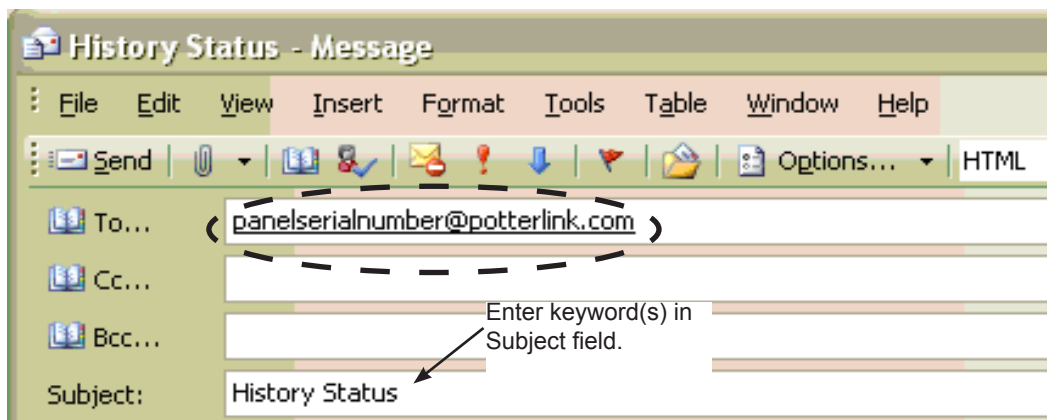 History Status - Message
File Edit View Insert Format Tools Table Window Help
Send Options... HTML
To... panelserialnumber@potterlink.com
Cc...
Enter keyword(s) in
Subject field.
Bcc...
Subject: History Status